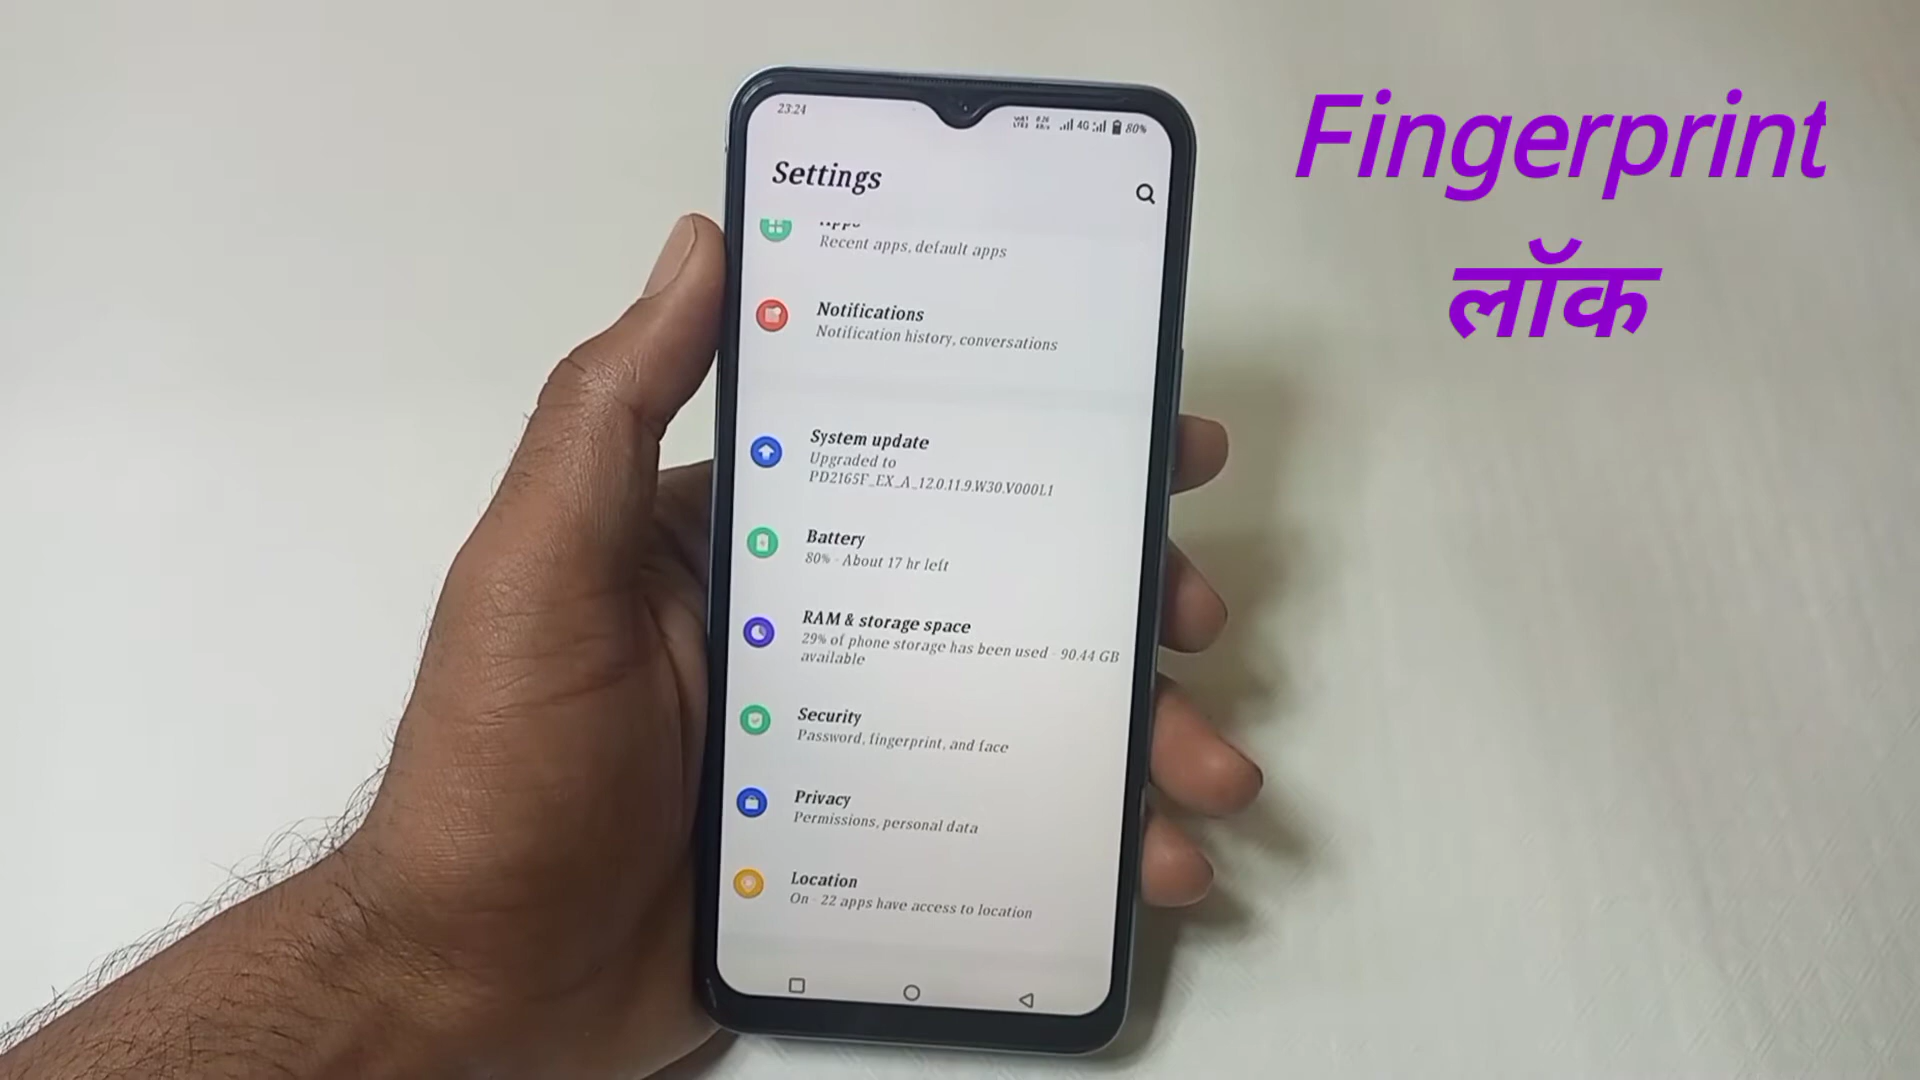 Fingerprint
लॉक
23:24
4G 80%
Settings
Recent apps, default apps
Notifications
Notification history, conversations
System update
Upgraded to
PD2165F_EX_A_12.0.11.9.W30.V000L1
Battery
80% · About 17 hr left
RAM & storage space
29% of phone storage has been used · 90.44 GB
available
Security
Password, fingerprint, and face
Privacy
Permissions, personal data
Location
On · 22 apps have access to location